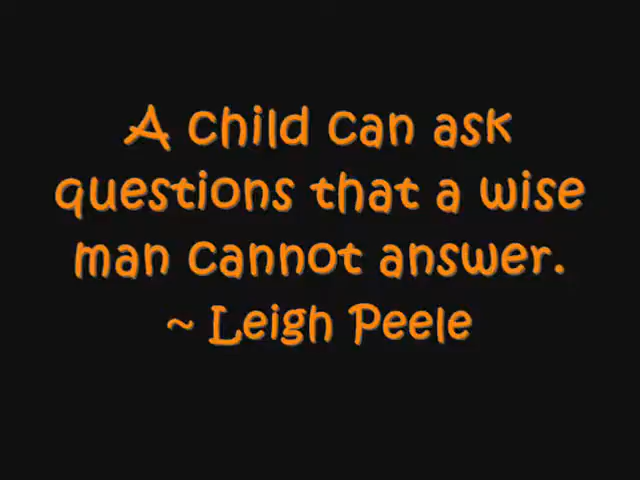 A child can ask
questions that a wise
man cannot answer.
~ Leigh Peele